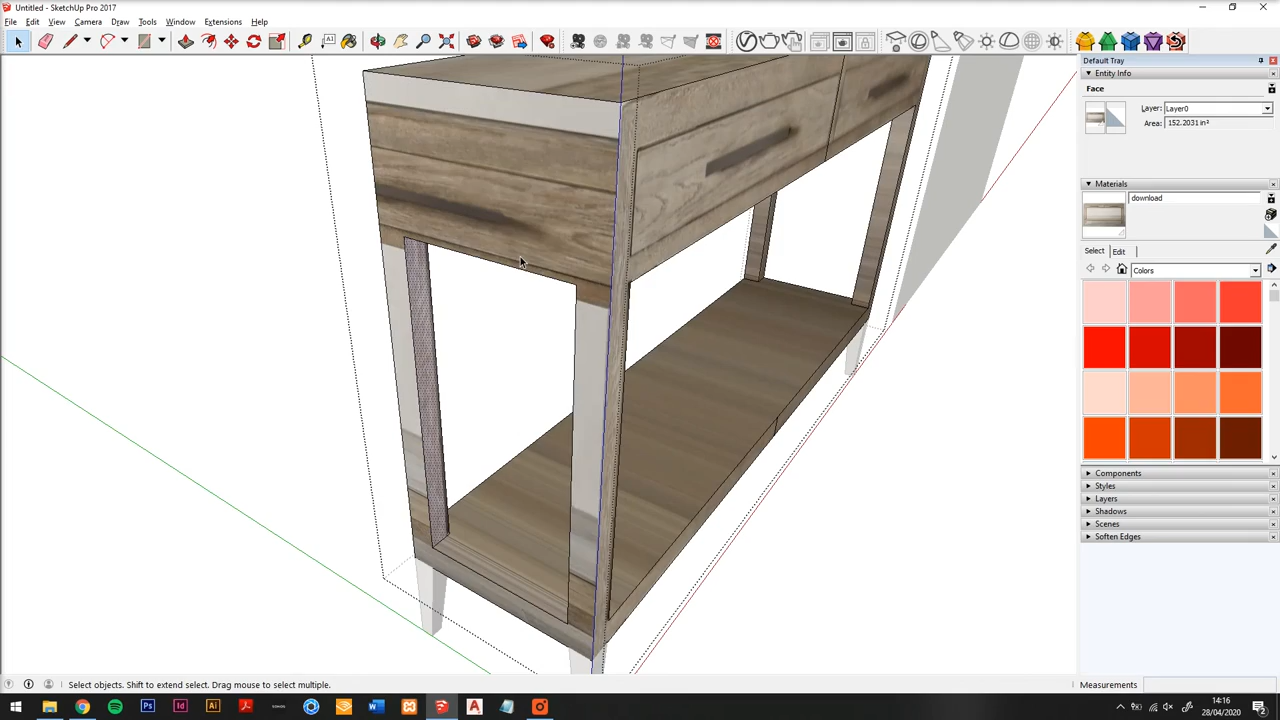 Untitled - SketchUp Pro 2017
File Edit View Camera Draw Tools Window Extensions Help
Default Tray
Entity Info
Face
Layer: Layer0
Area: 152.2031 in²
Materials
download
Select Edit
Colors
Components
Styles
Layers
Shadows
Scenes
Soften Edges
Select objects. Shift to extend select. Drag mouse to select multiple.
Measurements
14:16
28/04/2020